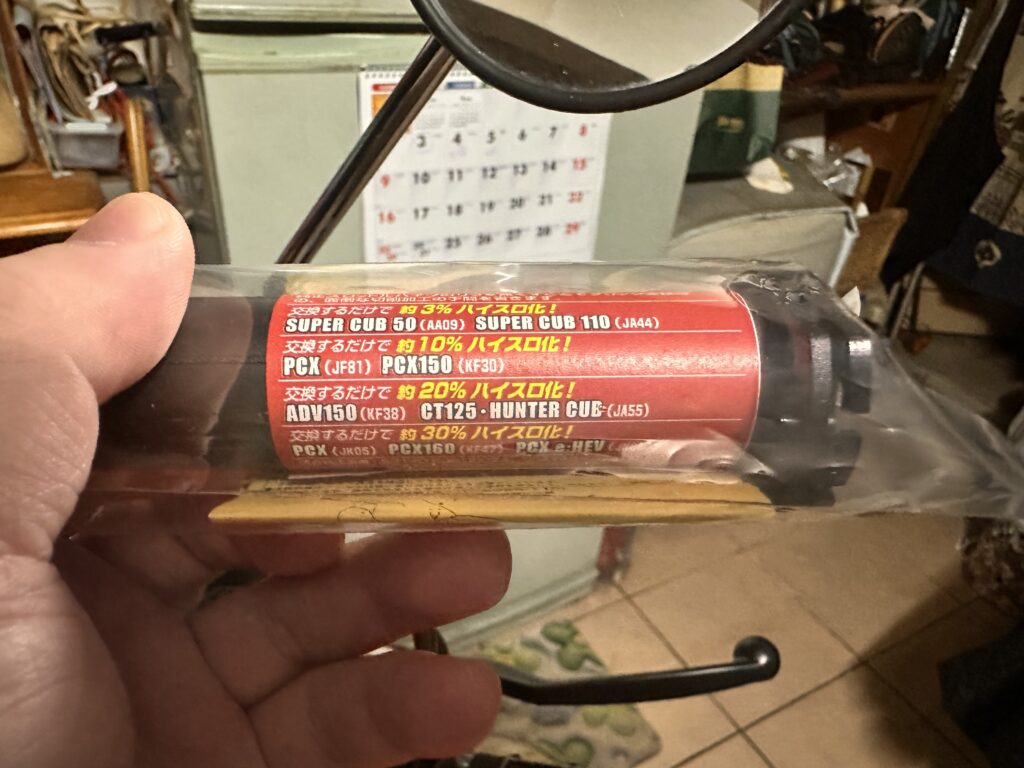 3 4 5 6 7 8
9 10 11 12 13 14 15
16 17 18 19 20 21 22
25 26 27 28 29
交換するだけで 約3% ハイスロ化!
SUPER CUB 50 (AA09) SUPER CUB 110 (JA44)
交換するだけで 約10% ハイスロ化!
PCX (JF81) PCX150 (KF30)
交換するだけで 約20% ハイスロ化!
ADV150 (KF38) CT125・HUNTER CUB (JA55)
交換するだけで 約30% ハイスロ化!
PCX (JK05) PCX160 (KF47) PCX e:HEV